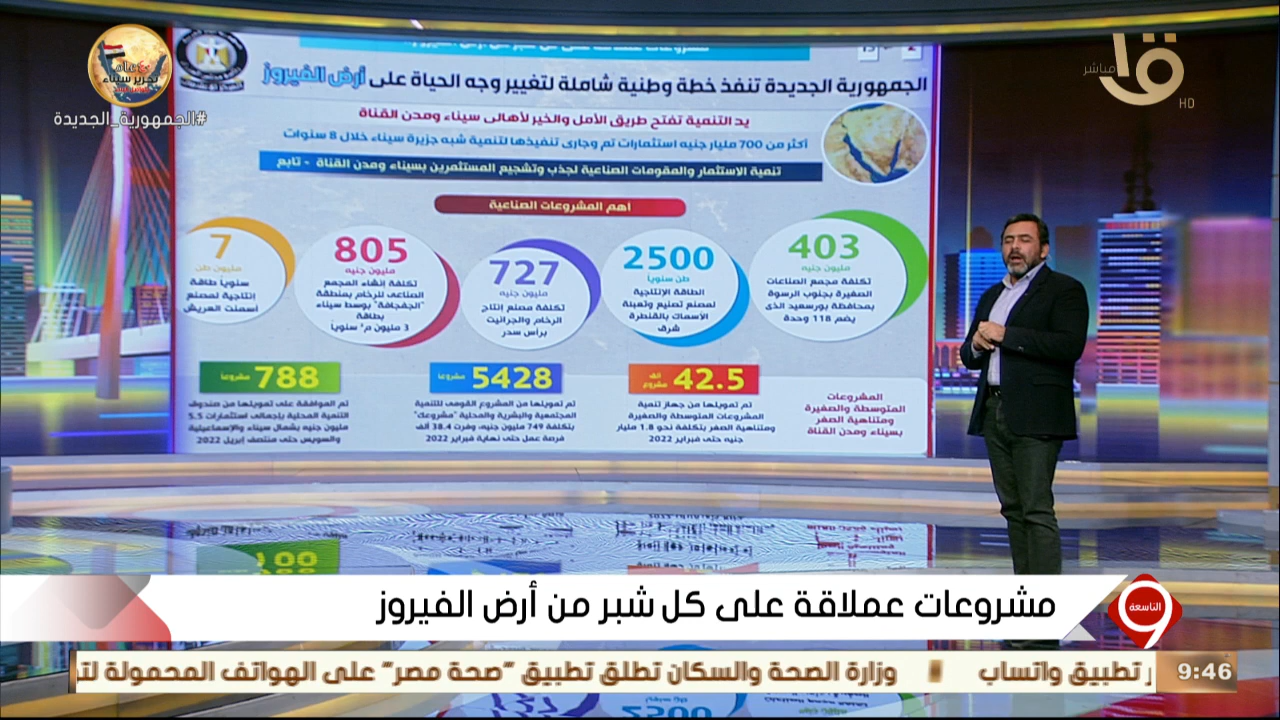 مباشر
HD
تحرير سيناء
#الجمهورية_الجديدة
الجمهورية الجديدة تنفذ خطة وطنية شاملة لتغيير وجه الحياة على أرض الفيروز
يد التنمية تفتح طريق الأمل والخير لأهالى سيناء ومدن القناة
أكثر من 700 مليار جنيه استثمارات تم وجارى تنفيذها لتنمية شبه جزيرة سيناء خلال 8 سنوات
تنمية الاستثمار والمقومات الصناعية لجذب وتشجيع المستثمرين بسيناء ومدن القناة - تابع
أهم المشروعات الصناعية
403
مليون جنيه
تكلفة مجمع الصناعات
الصغيرة بجنوب الرسوة
بمحافظة بورسعيد الذى
يضم 118 وحدة
2500
طن سنوياً
الطاقة الإنتاجية
لمصنع تصنيع وتعبئة
الأسماك بالقنطرة
شرق
727
مليون جنيه
تكلفة مصنع إنتاج
الرخام والجرانيت
برأس سدر
805
مليون جنيه
تكلفة إنشاء المجمع
الصناعى للرخام بمنطقة
"الجفجافة" بوسط سيناء
بطاقة
3 مليون م² سنوياً
7
مليون طن
سنوياً طاقة
إنتاجية لمصنع
أسمنت العريش
المشروعات
المتوسطة والصغيرة
ومتناهية الصغر
بسيناء ومدن القناة
42.5 ألف مشروع
تم تمويلها من جهاز تنمية
المشروعات المتوسطة والصغيرة
ومتناهية الصغر بتكلفة نحو 1.8 مليار
جنيه حتى فبراير 2022
5428 مشروعاً
تم تمويلها من المشروع القومى للتنمية
المجتمعية والبشرية والمحلية "مشروعك"
بتكلفة 749 مليون جنيه، وفرت 38.4 ألف
فرصة عمل حتى نهاية فبراير 2022
788 مشروعاً
تم الموافقة على تمويلها من صندوق
التنمية المحلية بإجمالى استثمارات 5.5
مليون جنيه بشمال سيناء والإسماعيلية
والسويس حتى منتصف إبريل 2022
التاسعة
مشروعات عملاقة على كل شبر من أرض الفيروز
9:46
ر تطبيق واتساب
وزارة الصحة والسكان تطلق تطبيق "صحة مصر" على الهواتف المحمولة لت